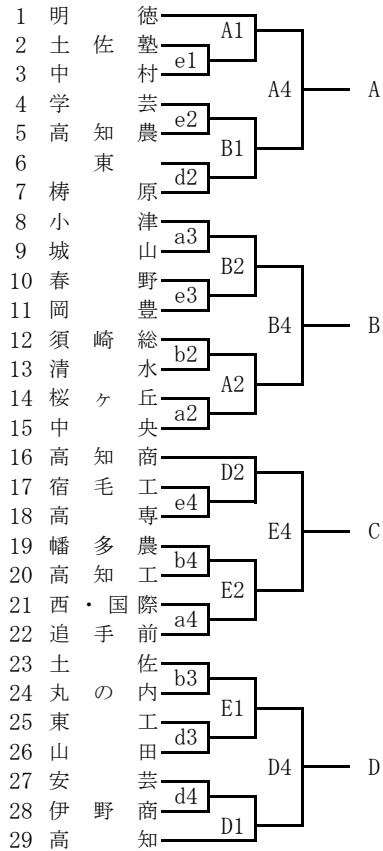 1 明徳
2 土佐塾
3 中村
4 学芸
5 高知農
6 東
7 梼原
8 小津
9 城山
10 春野
11 岡豊
12 須崎総
13 清水
14 桜ヶ丘
15 中央
16 高知商
17 宿毛工
18 高専
19 幡多農
20 高知工
21 西・国際
22 追手前
23 土佐
24 丸の内
25 東工
26 山田
27 安芸
28 伊野商
29 高知
e1
e2
d2
a3
e3
b2
a2
e4
b4
a4
b3
d3
d4
A1
B1
B2
A2
D2
E2
E1
D1
A4
B4
E4
D4
A
B
C
D